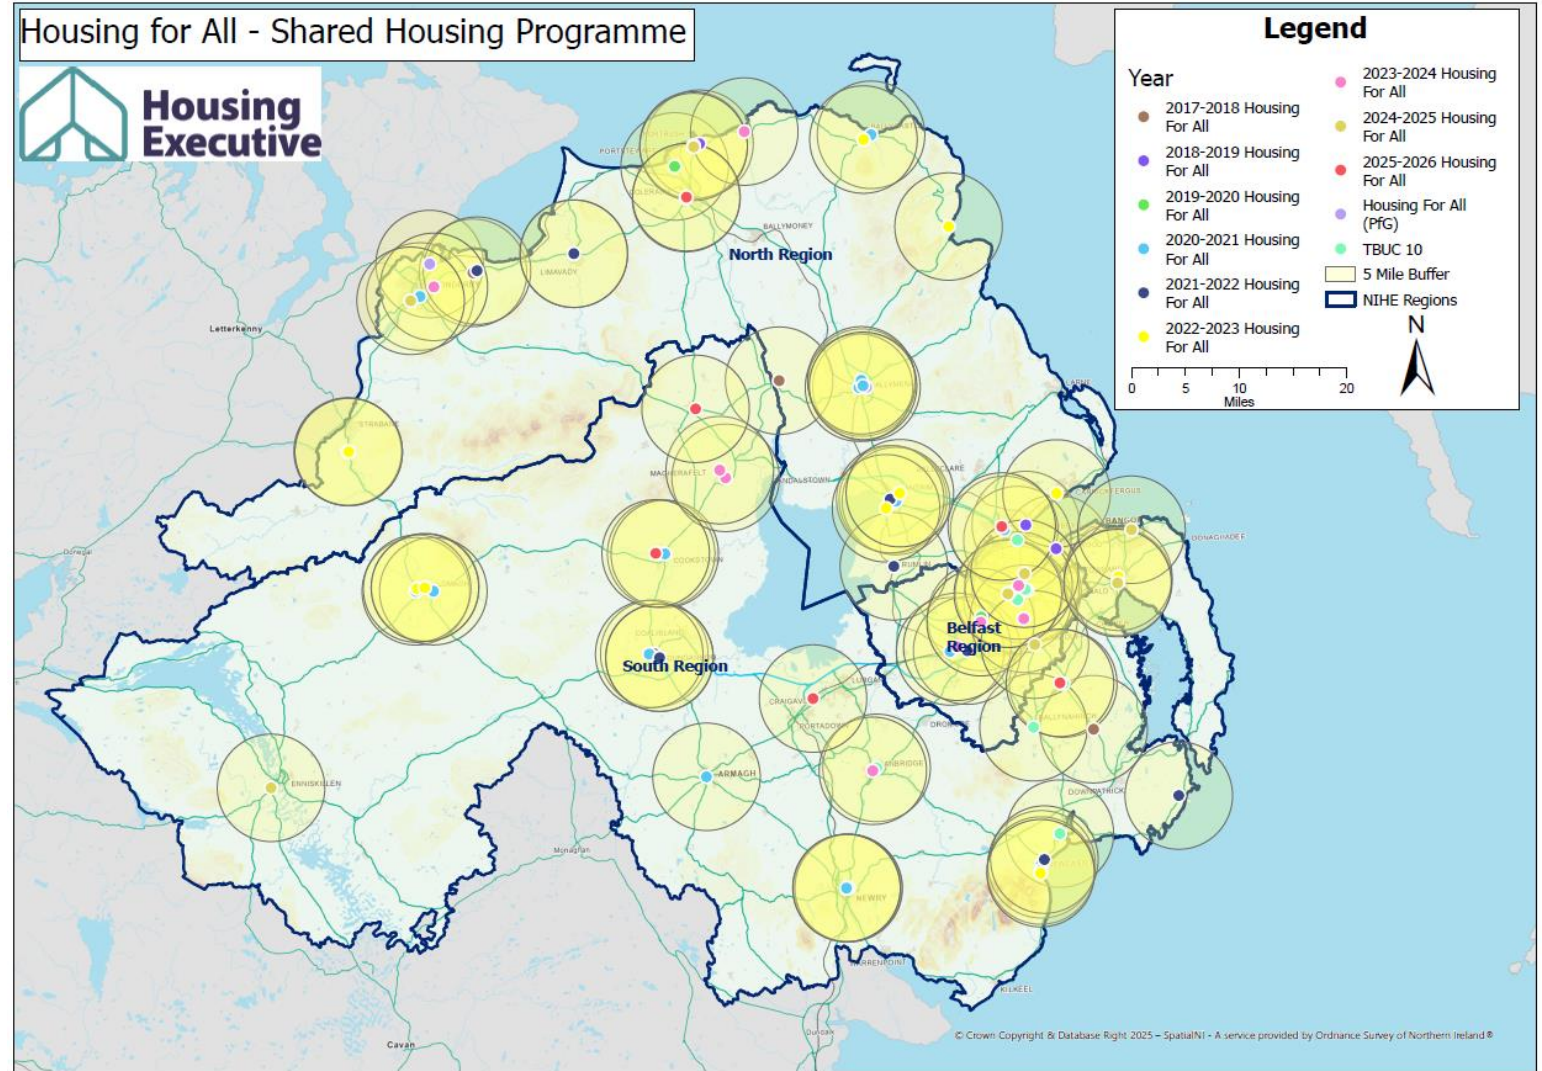 Housing for All - Shared Housing Programme
Housing
Executive
Legend
Year
2017-2018 Housing
For All
2018-2019 Housing
For All
2019-2020 Housing
For All
2020-2021 Housing
For All
2021-2022 Housing
For All
2022-2023 Housing
For All
2023-2024 Housing
For All
2024-2025 Housing
For All
2025-2026 Housing
For All
Housing For All
(PfG)
TBUC 10
5 Mile Buffer
NIHE Regions
N
0 5 10 20
Miles
BALLYMONEY
North Region
LIMAVADY
Letterkenny
LARNE
STRABANE
MAGHERAFELT
BANGOR
DONAGHADEE
Donegal
COOKSTOWN
Belfast
Region
South Region
ARMAGH
ENNISKILLEN
DOWNPATRICK
Monaghan
NEWRY
WARRENPOINT
KILKEEL
Dundalk
Cavan
© Crown Copyright & Database Right 2025 – SpatialNI - A service provided by Ordnance Survey of Northern Ireland ®